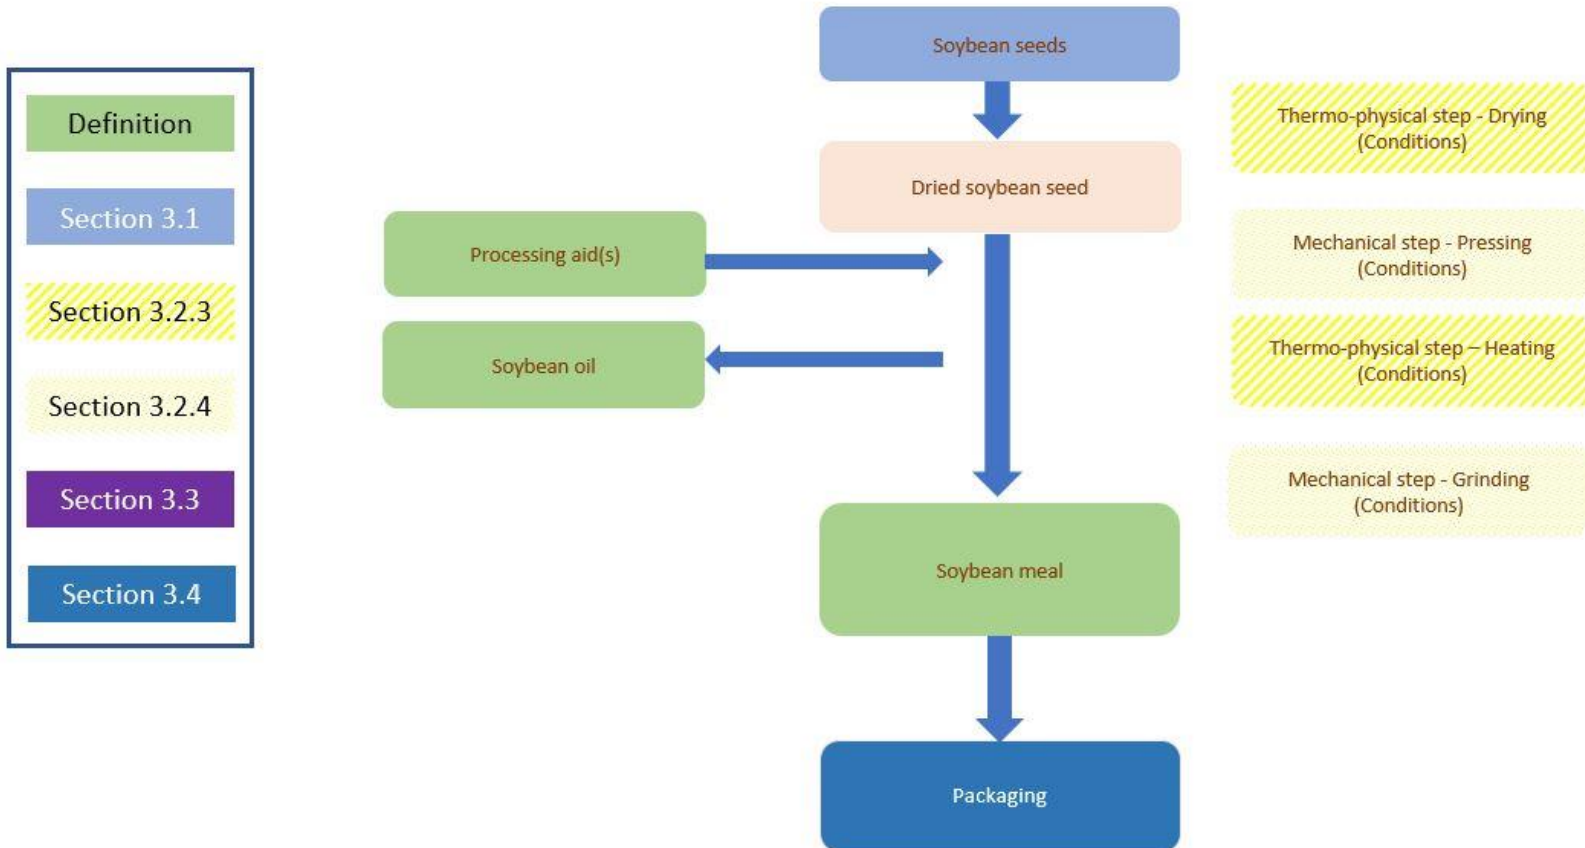 Definition
Section 3.1
Section 3.2.3
Section 3.2.4
Section 3.3
Section 3.4
Soybean seeds
Dried soybean seed
Processing aid(s)
Soybean oil
Soybean meal
Packaging
Thermo-physical step - Drying
(Conditions)
Mechanical step - Pressing
(Conditions)
Thermo-physical step – Heating
(Conditions)
Mechanical step - Grinding
(Conditions)